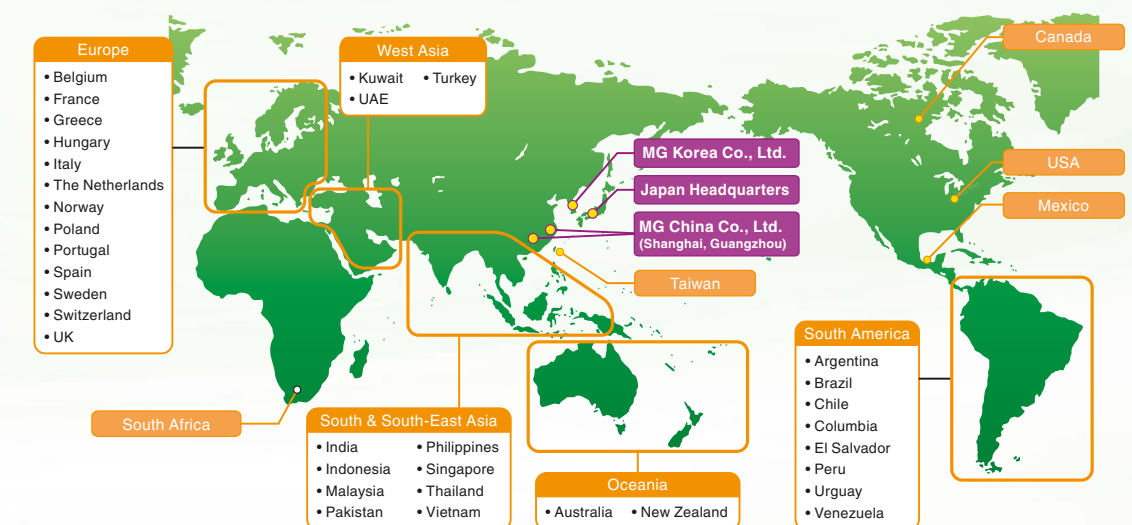 Europe
• Belgium
• France
• Greece
• Hungary
• Italy
• The Netherlands
• Norway
• Poland
• Portugal
• Spain
• Sweden
• Switzerland
• UK
West Asia
• Kuwait • Turkey
• UAE
MG Korea Co., Ltd.
Japan Headquarters
MG China Co., Ltd.
(Shanghai, Guangzhou)
Taiwan
Canada
USA
Mexico
South Africa
South & South-East Asia
• India • Philippines
• Indonesia • Singapore
• Malaysia • Thailand
• Pakistan • Vietnam
Oceania
• Australia • New Zealand
South America
• Argentina
• Brazil
• Chile
• Columbia
• El Salvador
• Peru
• Urguay
• Venezuela